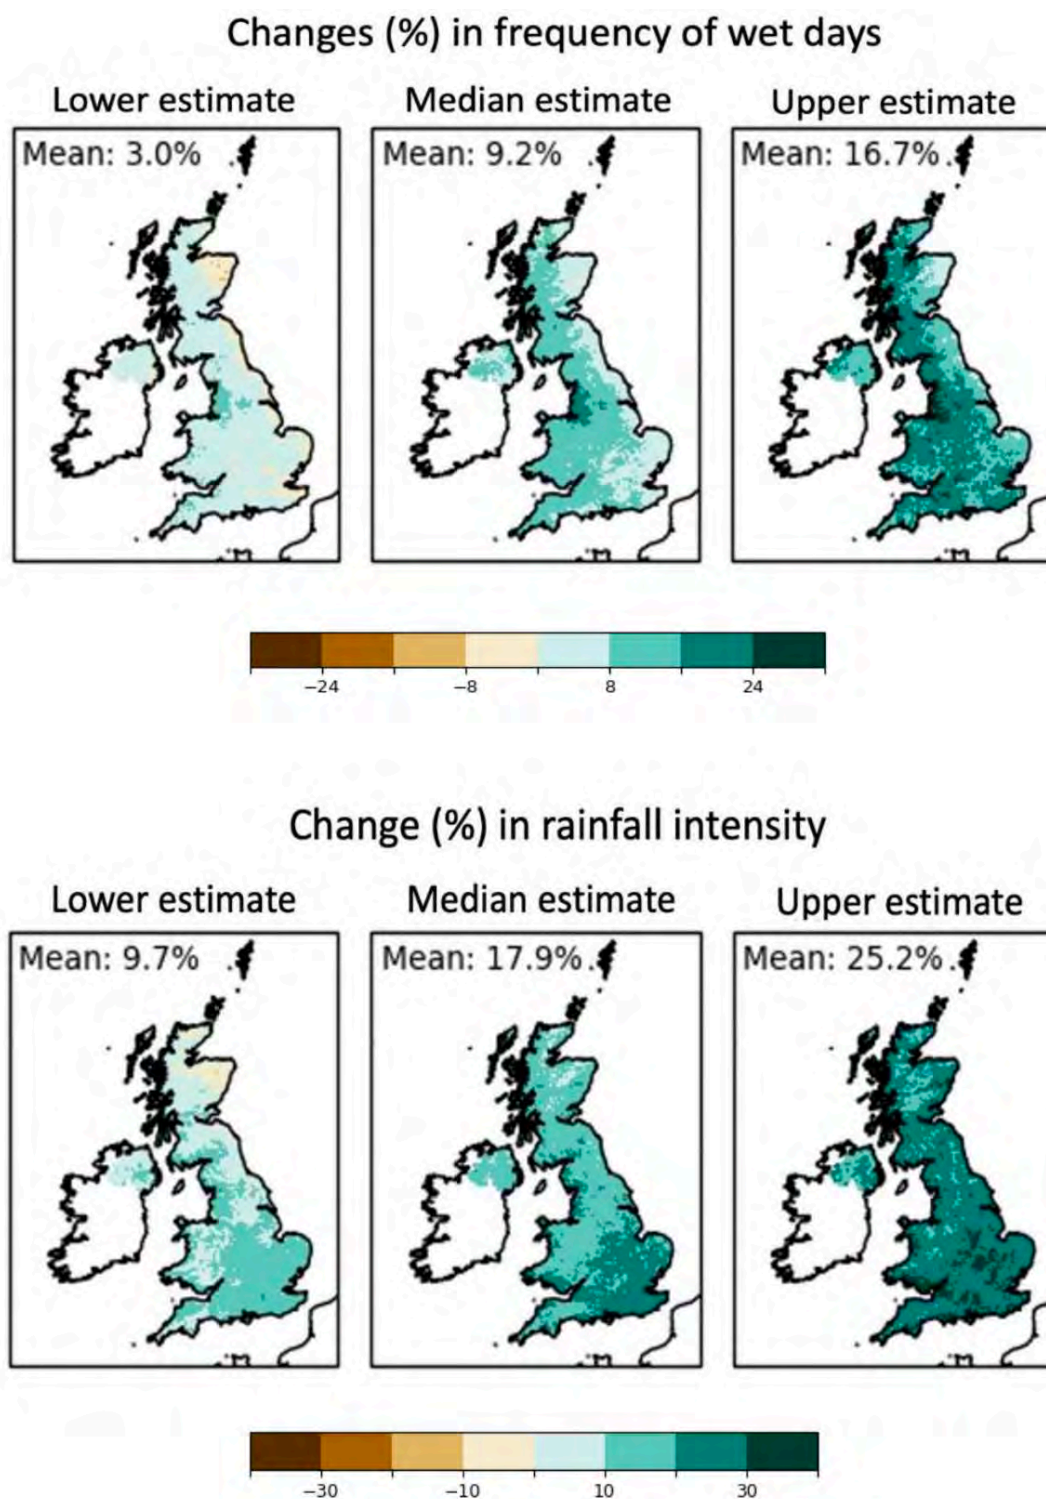 Changes (%) in frequency of wet days
Lower estimate
Median estimate
Upper estimate
Mean: 3.0%
Mean: 9.2%
Mean: 16.7%
−24
−8
8
24
Change (%) in rainfall intensity
Lower estimate
Median estimate
Upper estimate
Mean: 9.7%
Mean: 17.9%
Mean: 25.2%
−30
−10
10
30